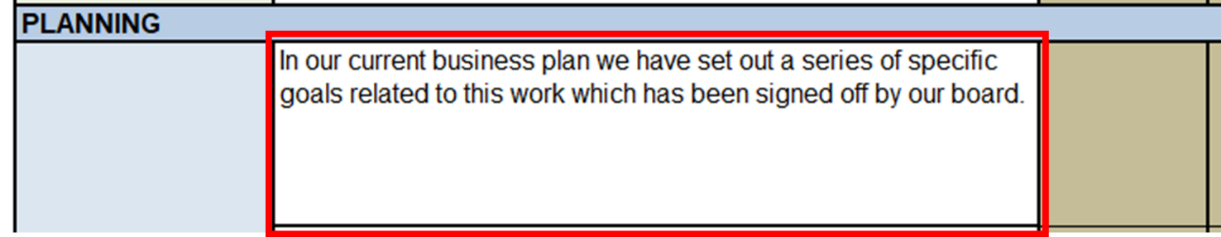 PLANNING
In our current business plan we have set out a series of specific
goals related to this work which has been signed off by our board.